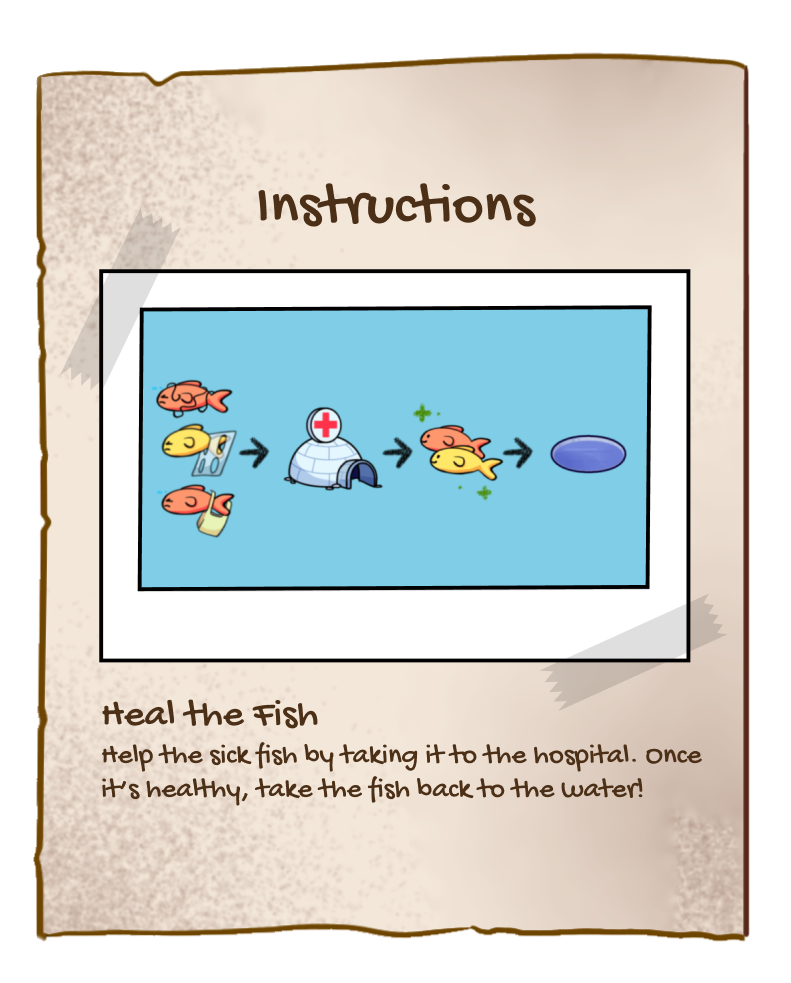 Instructions
Heal the Fish
Help the sick fish by taking it to the hospital. Once
it's healthy, take the fish back to the water!